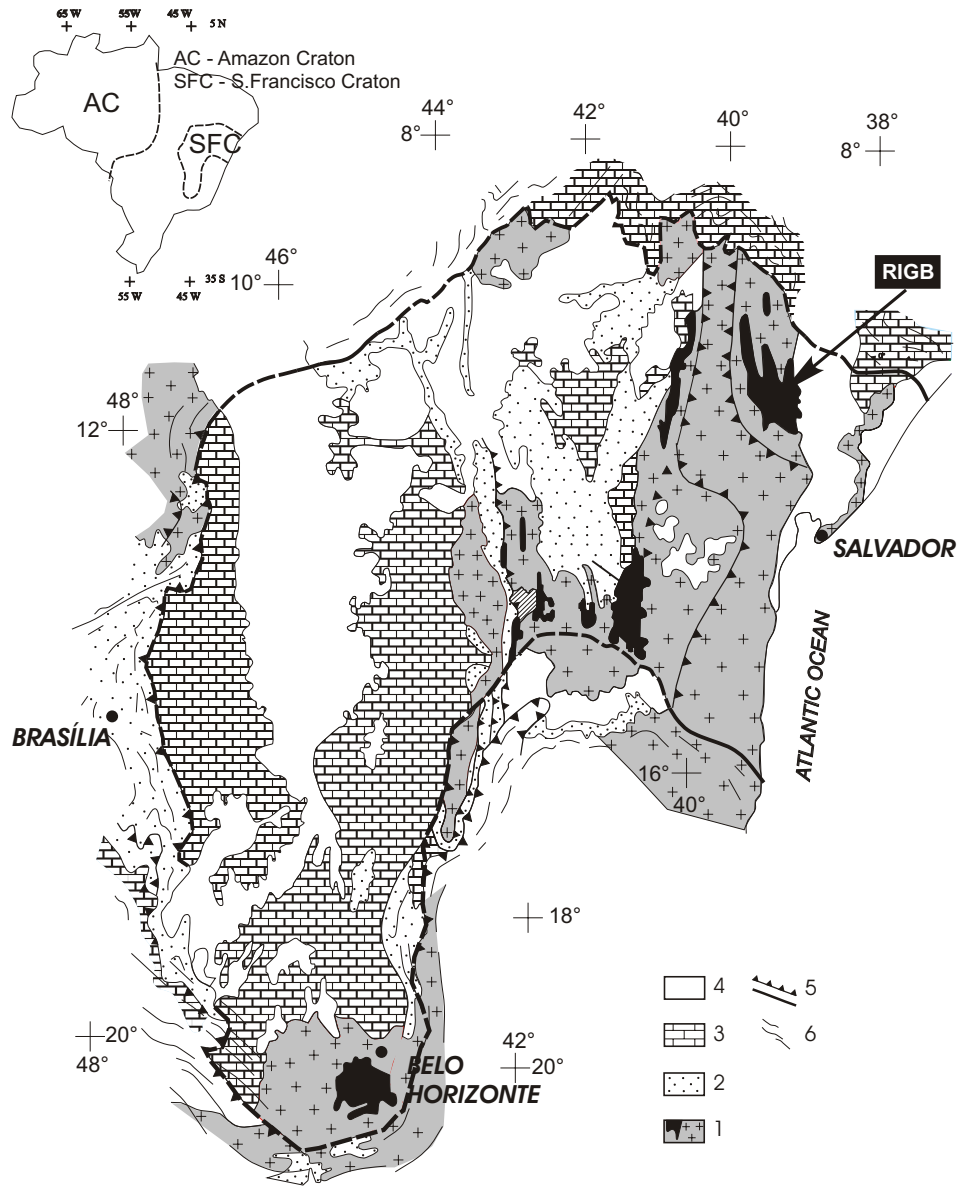 65 W
55W
45 W
5 N
AC - Amazon Craton
SFC - S.Francisco Craton
AC
SFC
44°
42°
40°
38°
8°
8°
55 W
45 W
35 S
46°
10°
RIGB
48°
12°
SALVADOR
BRASÍLIA
ATLANTIC OCEAN
16°
40°
18°
4
5
3
6
2
1
20°
48°
42°
20°
BELO
HORIZONTE